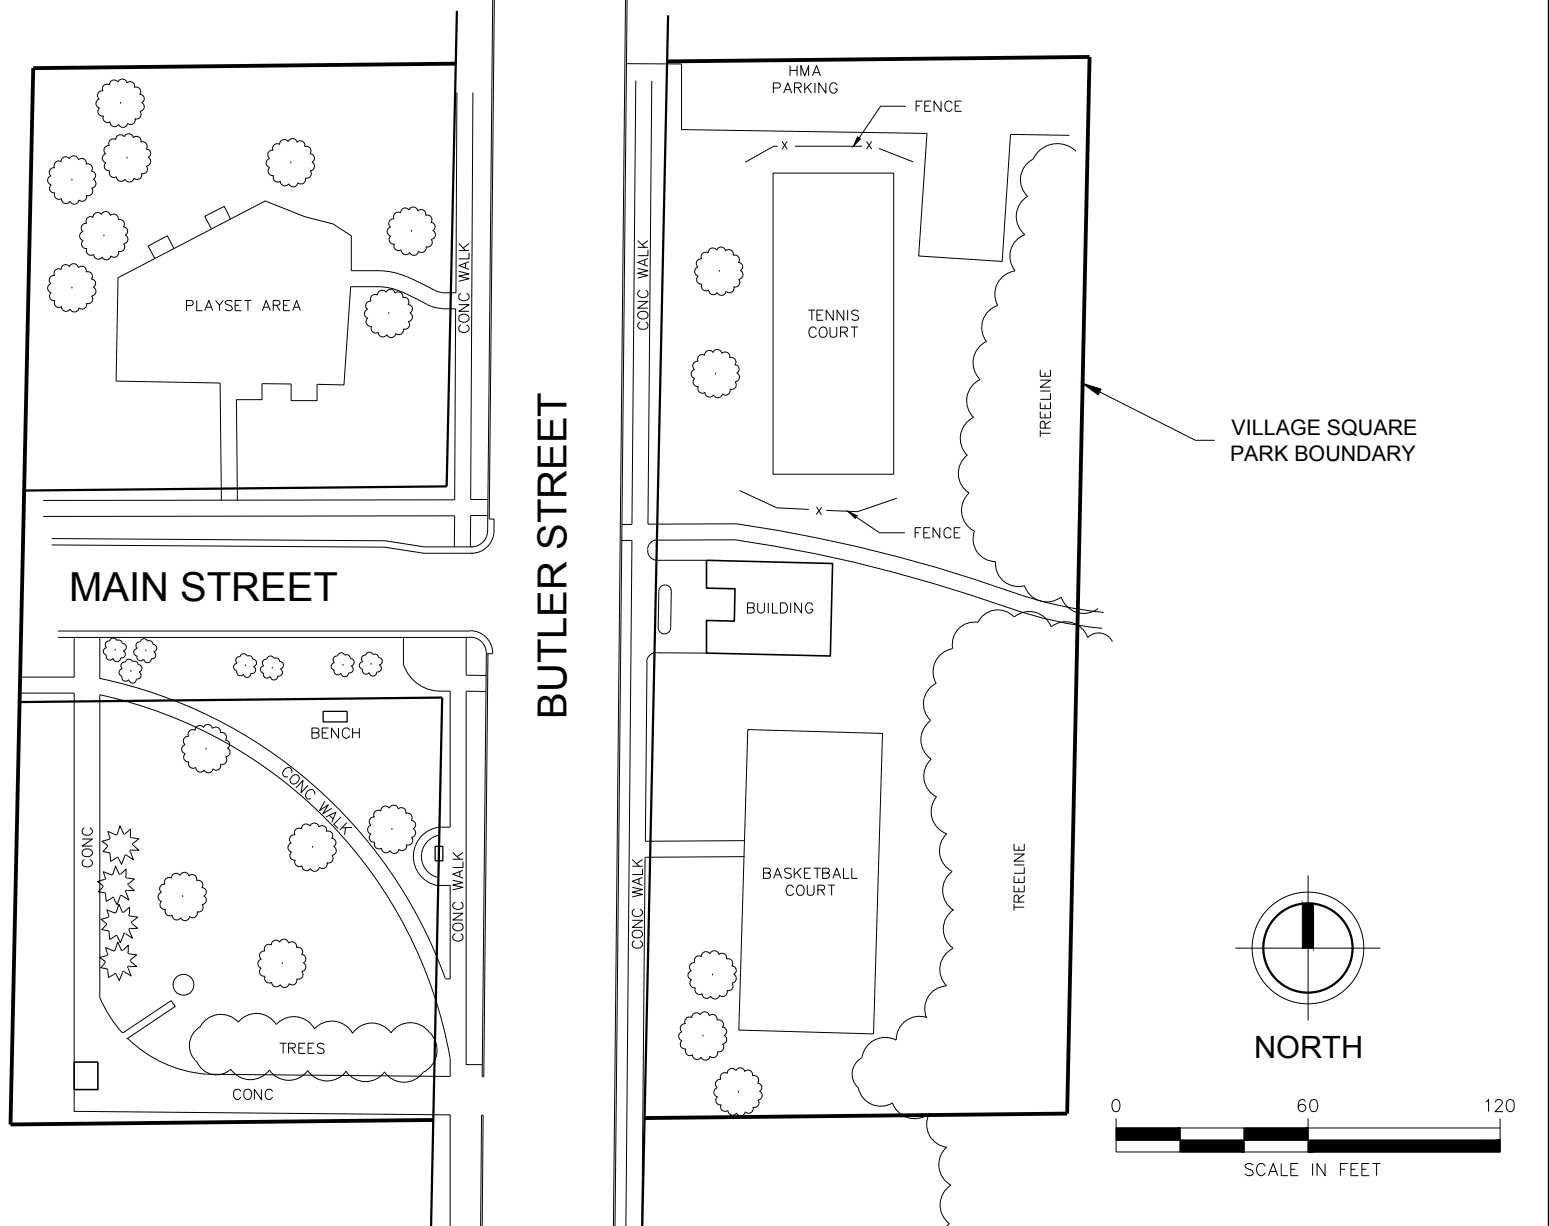 HMA
PARKING
FENCE
CONC WALK
CONC WALK
PLAYSET AREA
TENNIS
COURT
TREELINE
VILLAGE SQUARE
PARK BOUNDARY
FENCE
BUTLER STREET
MAIN STREET
BUILDING
BENCH
CONC WALK
CONC
CONC WALK
CONC WALK
BASKETBALL
COURT
TREELINE
TREES
CONC
NORTH
0 60 120
SCALE IN FEET